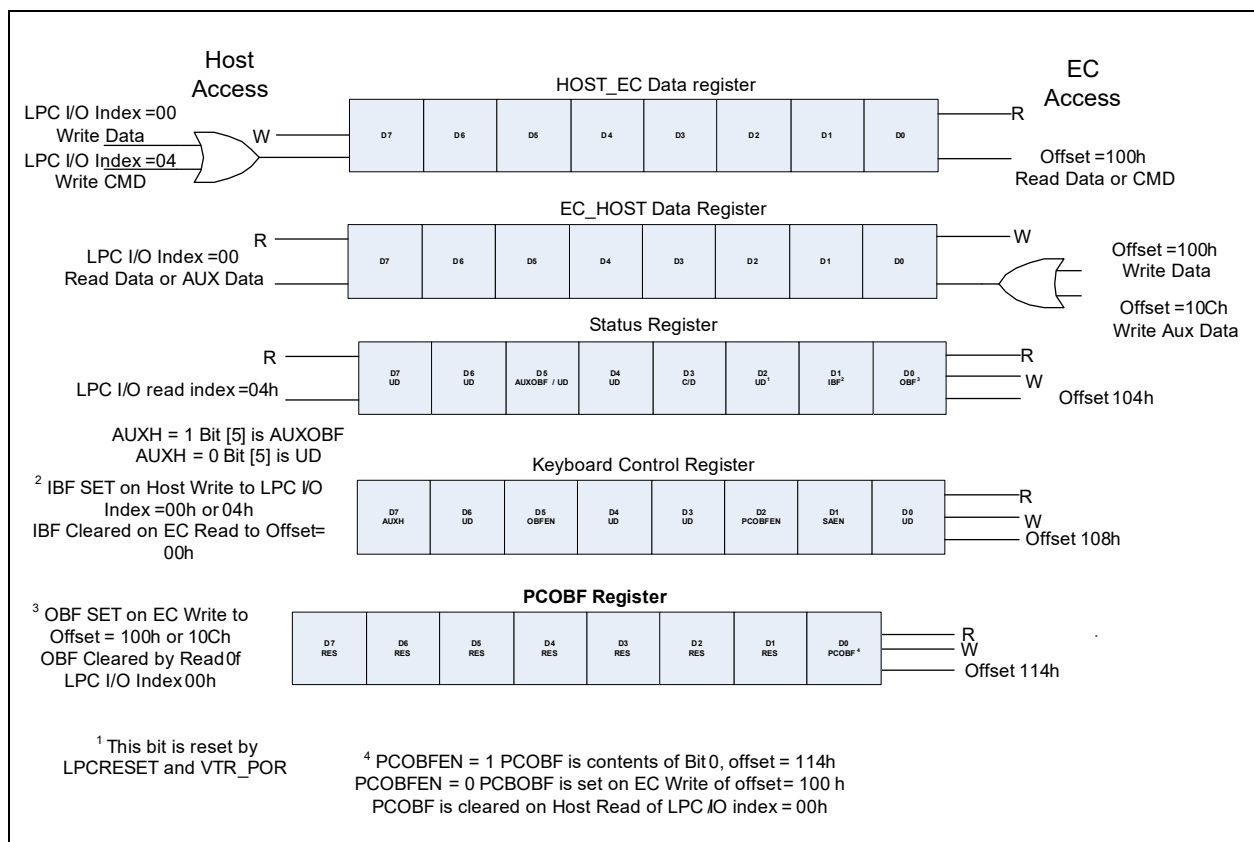 Host
Access
EC
Access
HOST_EC Data register
LPC I/O Index =00
Write Data
LPC I/O Index =04
Write CMD
W
D7 D6 D5 D4 D3 D2 D1 D0
R
Offset =100h
Read Data or CMD
EC_HOST Data Register
R
LPC I/O Index =00
Read Data or AUX Data
D7 D6 D5 D4 D3 D2 D1 D0
W
Offset =100h
Write Data
Offset =10Ch
Write Aux Data
Status Register
R
LPC I/O read index =04h
D7 D6 D5 D4 D3 D2 D1 D0
UD UD AUXOBF / UD UD C/D UD¹ IBF² OBF³
R
W
Offset 104h
AUXH = 1 Bit [5] is AUXOBF
AUXH = 0 Bit [5] is UD
Keyboard Control Register
² IBF SET on Host Write to LPC I/O
Index =00h or 04h
IBF Cleared on EC Read to Offset=
00h
D7 D6 D5 D4 D3 D2 D1 D0
AUXH UD OBFEN UD UD PCOBFEN SAEN UD
R
W
Offset 108h
PCOBF Register
³ OBF SET on EC Write to
Offset = 100h or 10Ch
OBF Cleared by Read 0f
LPC I/O Index 00h
D7 D6 D5 D4 D3 D2 D1 D0
RES RES RES RES RES RES RES PCOBF⁴
R
W
Offset 114h
¹ This bit is reset by
LPCRESET and VTR_POR
⁴ PCOBFEN = 1 PCOBF is contents of Bit 0, offset = 114h
PCOBFEN = 0 PCBOBF is set on EC Write of offset = 100 h
PCOBF is cleared on Host Read of LPC I/O index = 00h